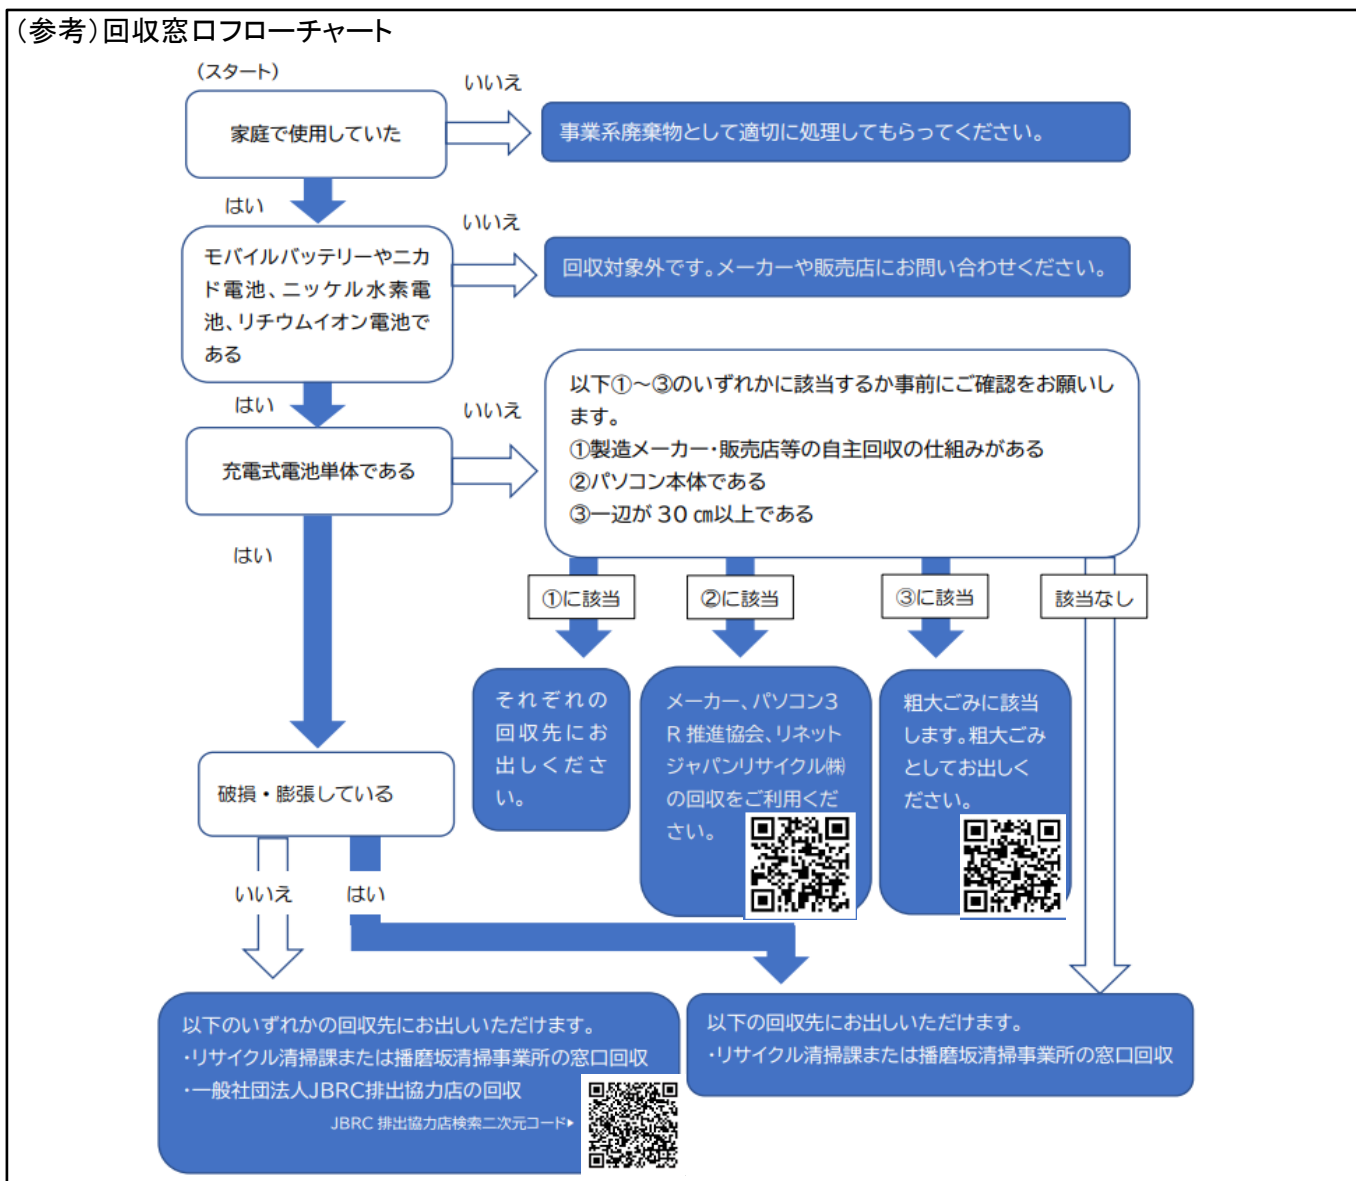 （参考）回収窓口フローチャート
（スタート）
いいえ
家庭で使用していた
事業系廃棄物として適切に処理してもらってください。
はい
いいえ
モバイルバッテリーやニカ
ド電池、ニッケル水素電
池、リチウムイオン電池で
ある
回収対象外です。メーカーや販売店にお問い合わせください。
はい
いいえ
充電式電池単体である
以下①～③のいずれかに該当するか事前にご確認をお願いし
ます。
①製造メーカー・販売店等の自主回収の仕組みがある
②パソコン本体である
③一辺が 30 ㎝以上である
はい
①に該当
②に該当
③に該当
該当なし
それぞれの
回収先にお
出しくださ
い。
メーカー、パソコン3
R 推進協会、リネット
ジャパンリサイクル㈱
の回収をご利用くだ
さい。
粗大ごみに該当
します。粗大ごみ
としてお出しく
ださい。
破損・膨張している
いいえ
はい
以下のいずれかの回収先にお出しいただけます。
・リサイクル清掃課または播磨坂清掃事業所の窓口回収
・一般社団法人JBRC排出協力店の回収
JBRC 排出協力店検索二次元コード▶
以下の回収先にお出しいただけます。
・リサイクル清掃課または播磨坂清掃事業所の窓口回収